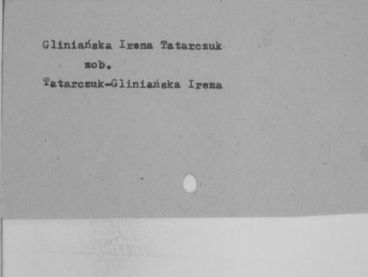 Gliniańska Irena Tatarczuk
zob.
Tatarczuk-Gliniańska Irena